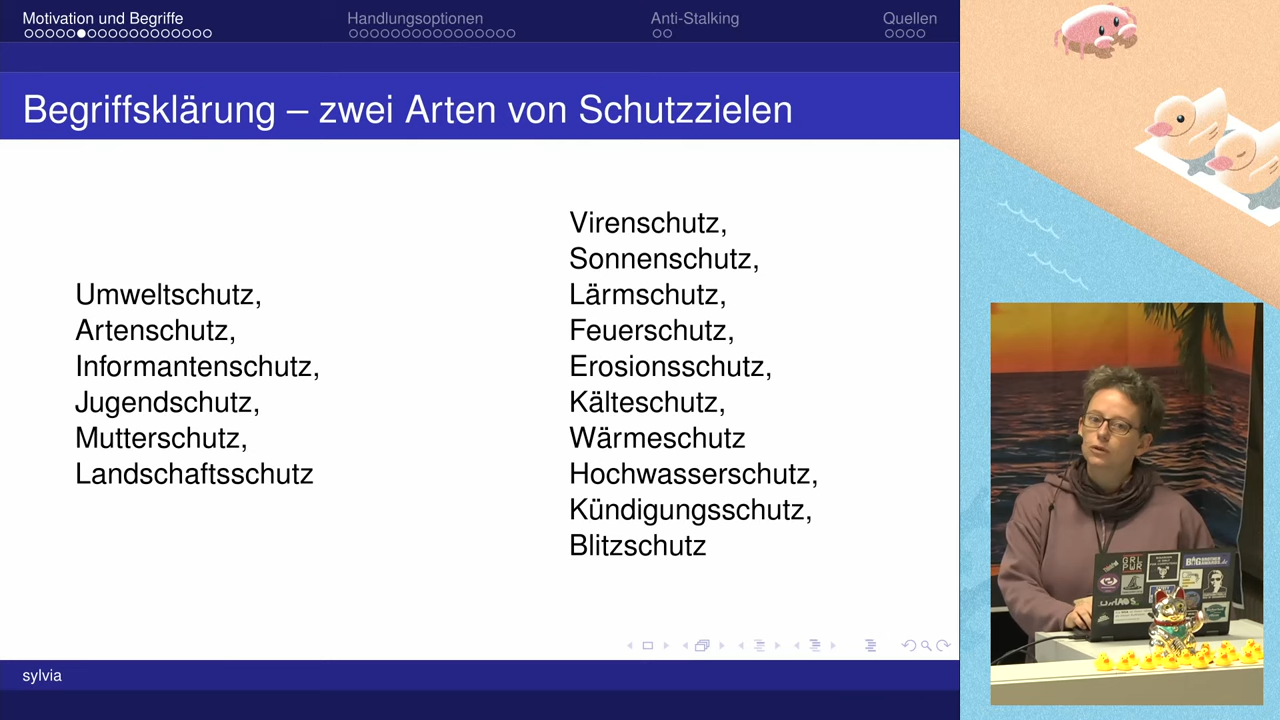 Motivation und Begriffe
Handlungsoptionen
Anti-Stalking
Quellen
Begriffsklärung – zwei Arten von Schutzzielen
Umweltschutz,
Artenschutz,
Informantenschutz,
Jugendschutz,
Mutterschutz,
Landschaftsschutz
Virenschutz,
Sonnenschutz,
Lärmschutz,
Feuerschutz,
Erosionsschutz,
Kälteschutz,
Wärmeschutz
Hochwasserschutz,
Kündigungsschutz,
Blitzschutz
sylvia